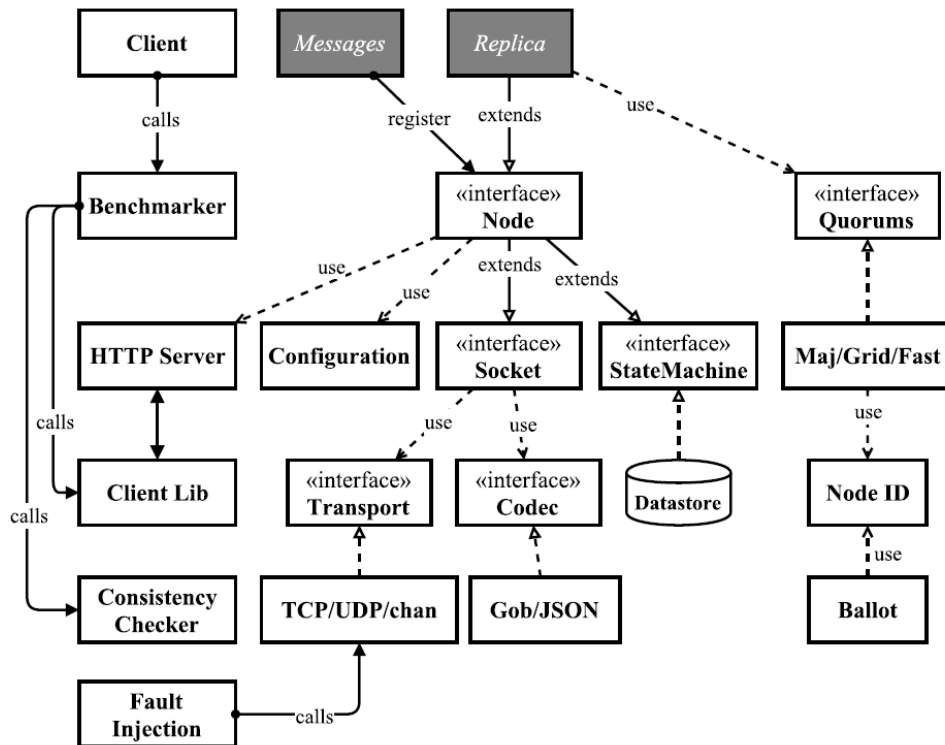 Client
Messages
Replica
calls
register
extends
use
Benchmarker
«interface»
Node
«interface»
Quorums
use
use
extends
extends
HTTP Server
Configuration
«interface»
Socket
«interface»
StateMachine
Maj/Grid/Fast
calls
use
use
use
Client Lib
«interface»
Transport
«interface»
Codec
Datastore
Node ID
calls
use
Consistency
Checker
TCP/UDP/chan
Gob/JSON
Ballot
Fault
Injection
calls